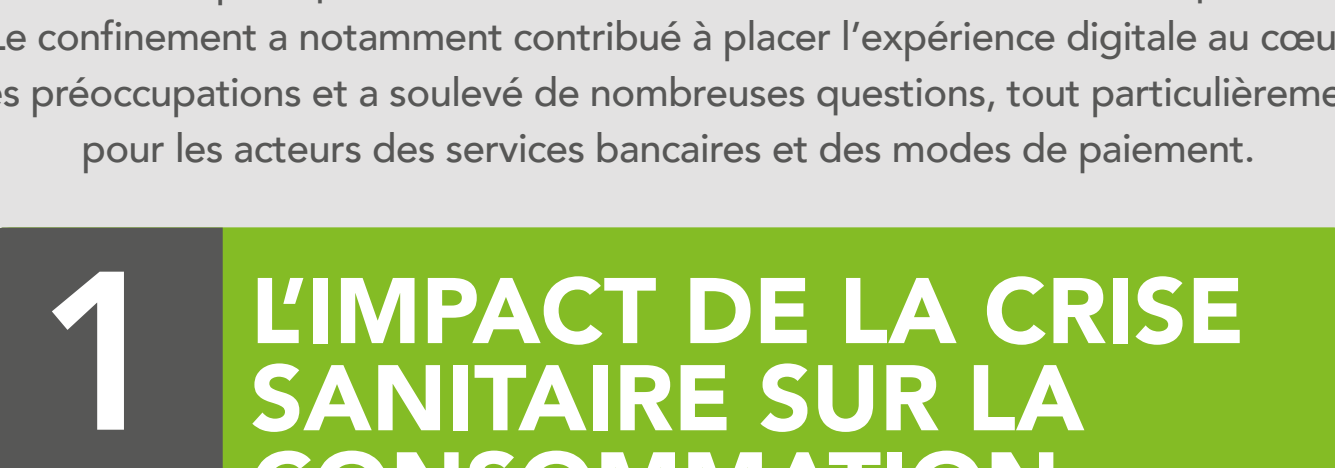 Le confinement a notamment contribué à placer l'expérience digitale au cœu
es préoccupations et a soulevé de nombreuses questions, tout particulièreme
pour les acteurs des services bancaires et des modes de paiement.
1
L'IMPACT DE LA CRISE
SANITAIRE SUR LA
CONSOMMATION